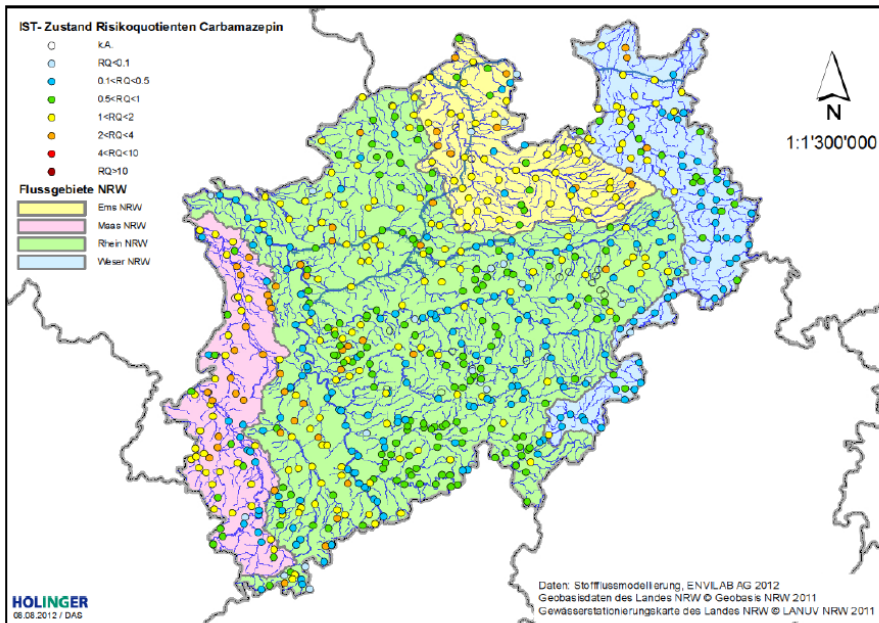 IST- Zustand Risikoquotienten Carbamazepin
k.A.
RQ<0.1
0.1<RQ<0.5
0.5<RQ<1
1<RQ<2
2<RQ<4
4<RQ<10
RQ>10
Flussgebiete NRW
Ems NRW
Maas NRW
Rhein NRW
Weser NRW
N
1:1'300'000
HOLINGER
08.08.2012 / DAS
Daten: Stoffflussmodellierung, ENVILAB AG 2012
Geobasisdaten des Landes NRW © Geobasis NRW 2011
Gewässerstationierungskarte des Landes NRW © LANUV NRW 2011